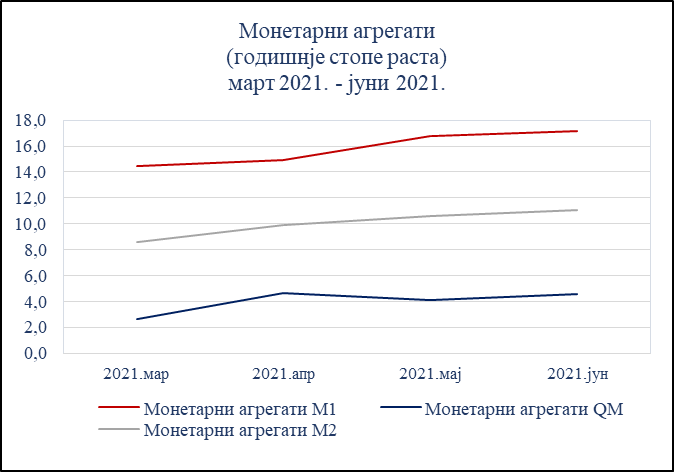 Монетарни агрегати
(годишнје стопе раста)
март 2021. - јуни 2021.
18,0
16,0
14,0
12,0
10,0
8,0
6,0
4,0
2,0
0,0
2021.мар 2021.апр 2021.мај 2021.јун
Монетарни агрегати М1 Монетарни агрегати QM
Монетарни агрегати М2